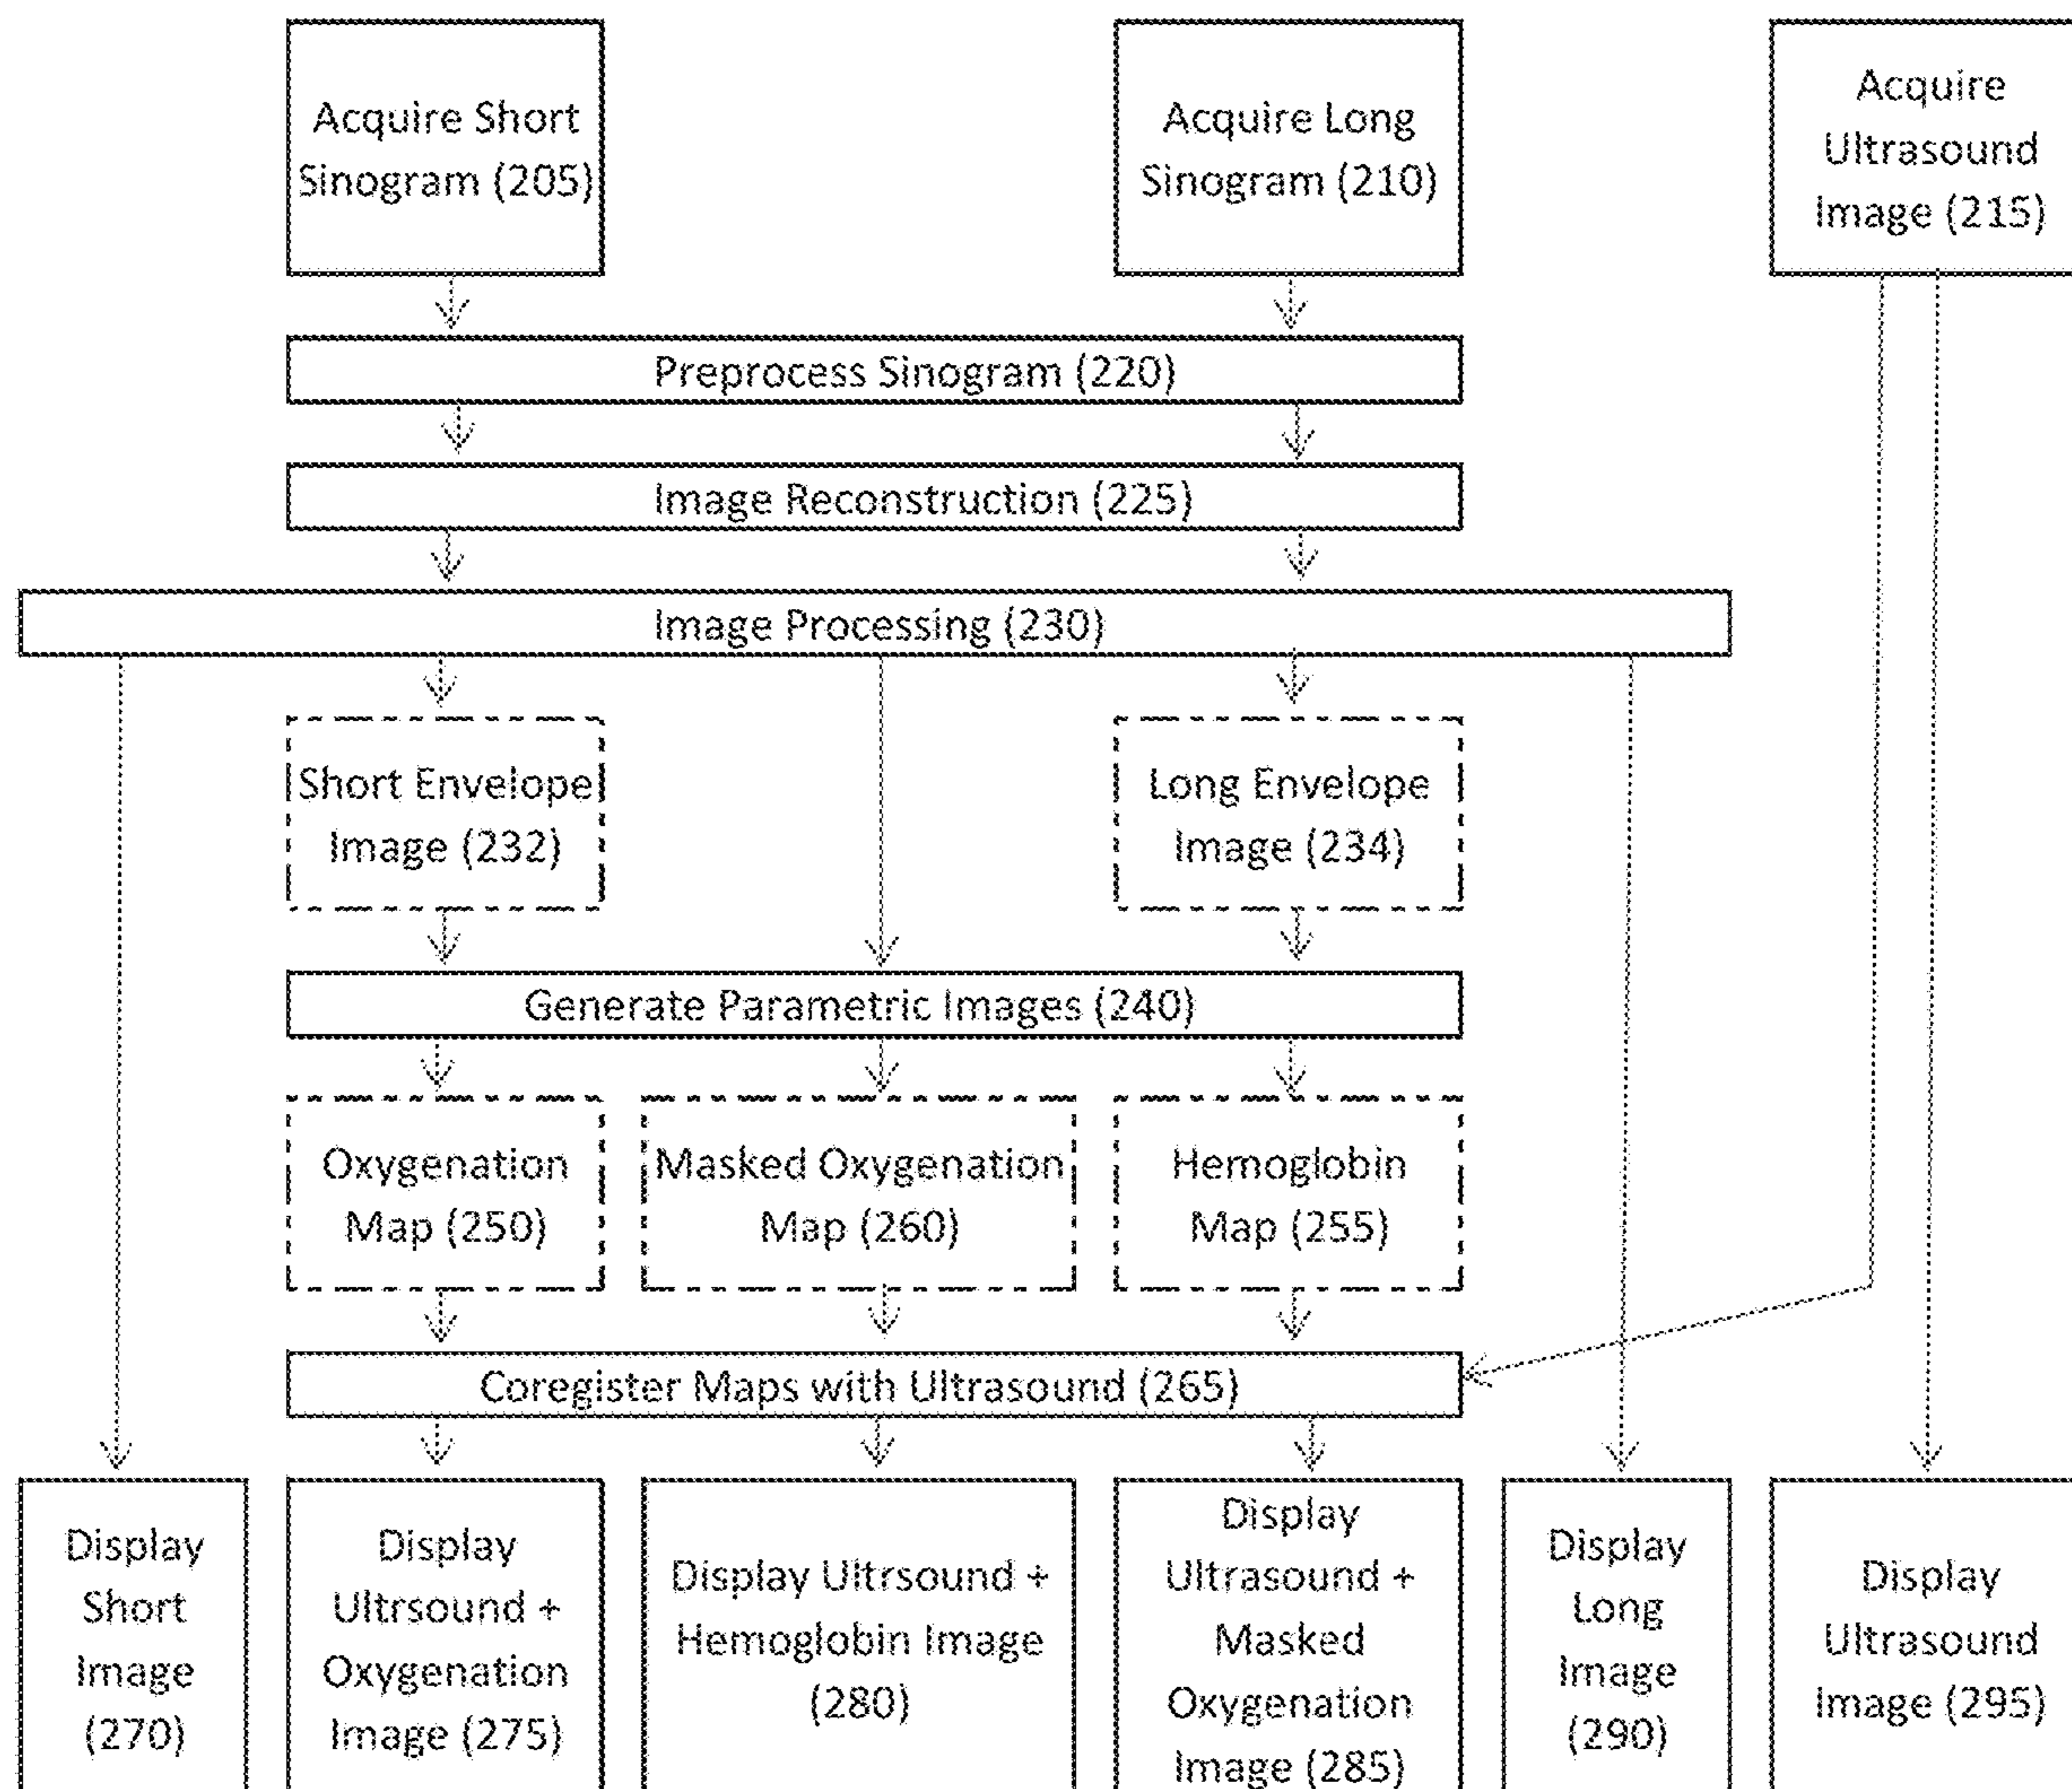 Acquire Short
Sinogram (205)
Acquire Long
Sinogram (210)
Acquire
Ultrasound
Image (215)
Preprocess Sinogram (220)
Image Reconstruction (225)
Image Processing (230)
Short Envelope
Image (232)
Long Envelope
Image (234)
Generate Parametric Images (240)
Oxygenation
Map (250)
Masked Oxygenation
Map (260)
Hemoglobin
Map (255)
Coregister Maps with Ultrasound (265)
Display
Short
Image
(270)
Display
Ultrsound +
Oxygenation
Image (275)
Display Ultrsound +
Hemoglobin Image
(280)
Display
Ultrasound +
Masked
Oxygenation
Image (285)
Display
Long
Image
(290)
Display
Ultrasound
Image (295)